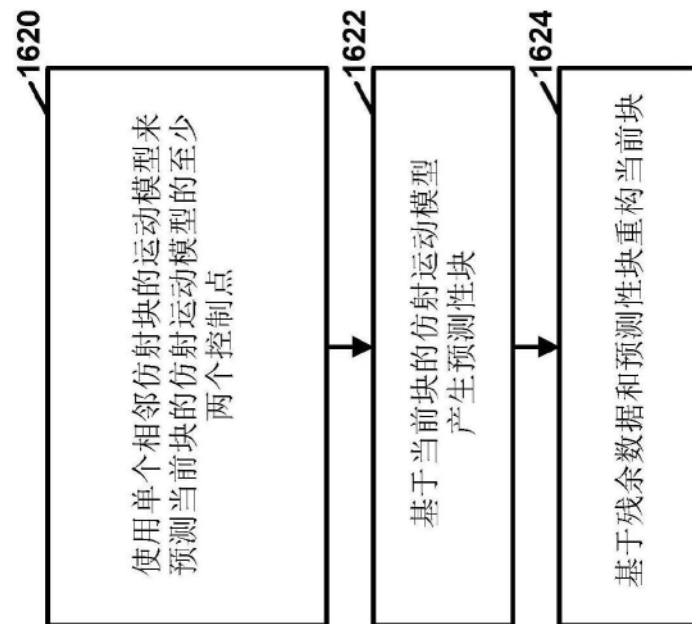 1620
使用单个相邻仿射块的运动模型来
预测当前块的仿射运动模型的至少
两个控制点
1622
基于当前块的仿射运动模型
产生预测性块
1624
基于残余数据和预测性块重构当前块